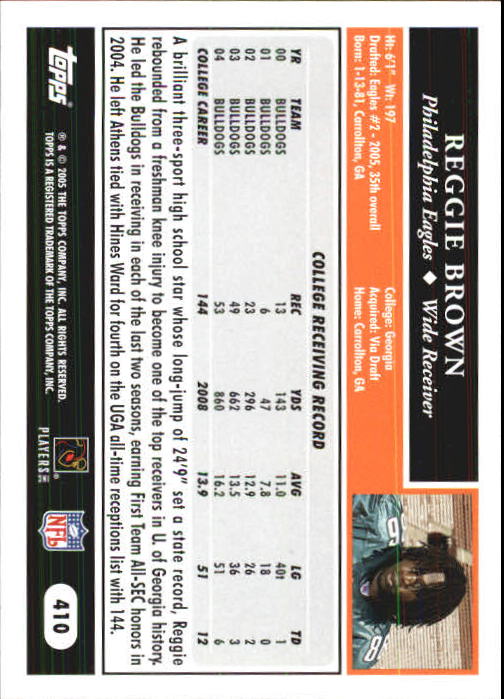 REGGIE BROWN
Philadelphia Eagles ◆ Wide Receiver
Ht: 6'1" Wt: 197 College: Georgia
Drafted: Eagles #2 - 2005, 35th overall Acquired: Via Draft
Born: 1-13-81, Carrollton, GA Home: Carrollton, GA
COLLEGE RECEIVING RECORD
YR TEAM REC YDS AVG LG TD
00 BULLDOGS 13 143 11.0 40t 1
01 BULLDOGS 6 47 7.8 18 0
02 BULLDOGS 23 296 12.9 26 2
03 BULLDOGS 49 662 13.5 36 3
04 BULLDOGS 53 860 16.2 51 6
COLLEGE CAREER 144 2008 13.9 51 12
A brilliant three-sport high school star whose long-jump of 24'9" set a state record, Reggie
rebounded from a freshman knee injury to become one of the top receivers in U. of Georgia history.
He led the Bulldogs in receiving in each of the last two seasons, earning First Team All-SEC honors in
2004. He left Athens tied with Hines Ward for fourth on the UGA all-time receptions list with 144.
topps
® & © 2005 THE TOPPS COMPANY, INC. ALL RIGHTS RESERVED.
TOPPS IS A REGISTERED TRADEMARK OF THE TOPPS COMPANY, INC.
PLAYERS INC
NFL
410